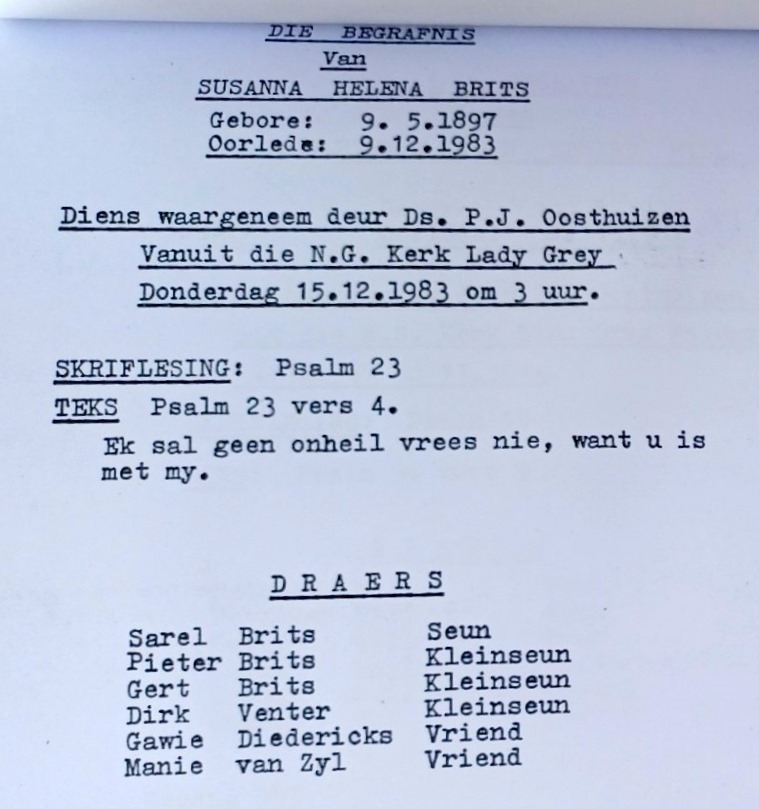 DIE BEGRAFNIS
Van
SUSANNA HELENA BRITS
Gebore: 9. 5.1897
Oorlede: 9.12.1983
Diens waargeneem deur Ds. P.J. Oosthuizen
Vanuit die N.G. Kerk Lady Grey
Donderdag 15.12.1983 om 3 uur.
SKRIFLESING: Psalm 23
TEKS Psalm 23 vers 4.
Ek sal geen onheil vrees nie, want u is
met my.
D R A E R S
Sarel Brits Seun
Pieter Brits Kleinseun
Gert Brits Kleinseun
Dirk Venter Kleinseun
Gawie Diedericks Vriend
Manie van Zyl Vriend